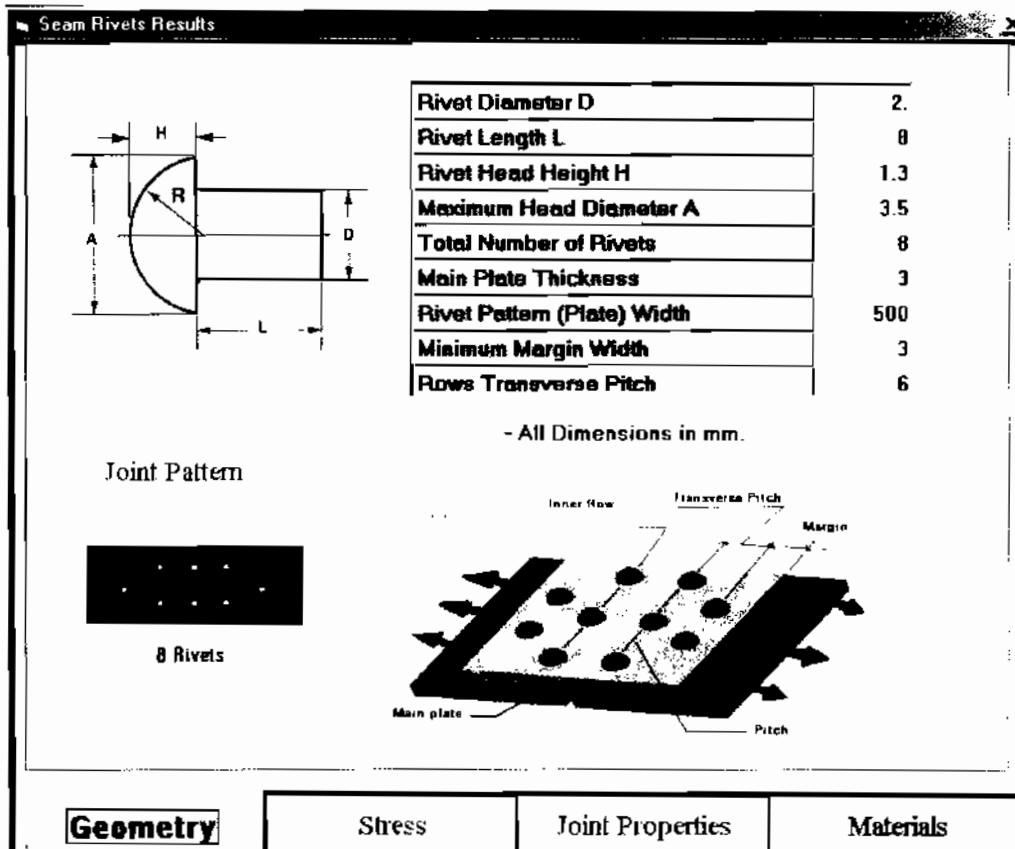 Seam Rivets Results
H
R
A
D
L
Rivet Diameter D 2.
Rivet Length L 8
Rivet Head Height H 1.3
Maximum Head Diameter A 3.5
Total Number of Rivets 8
Main Plate Thickness 3
Rivet Pattern (Plate) Width 500
Minimum Margin Width 3
Rows Transverse Pitch 6
- All Dimensions in mm.
Joint Pattern
8 Rivets
Inner Row
Transverse Pitch
Margin
Main plate
Pitch
Geometry Stress Joint Properties Materials